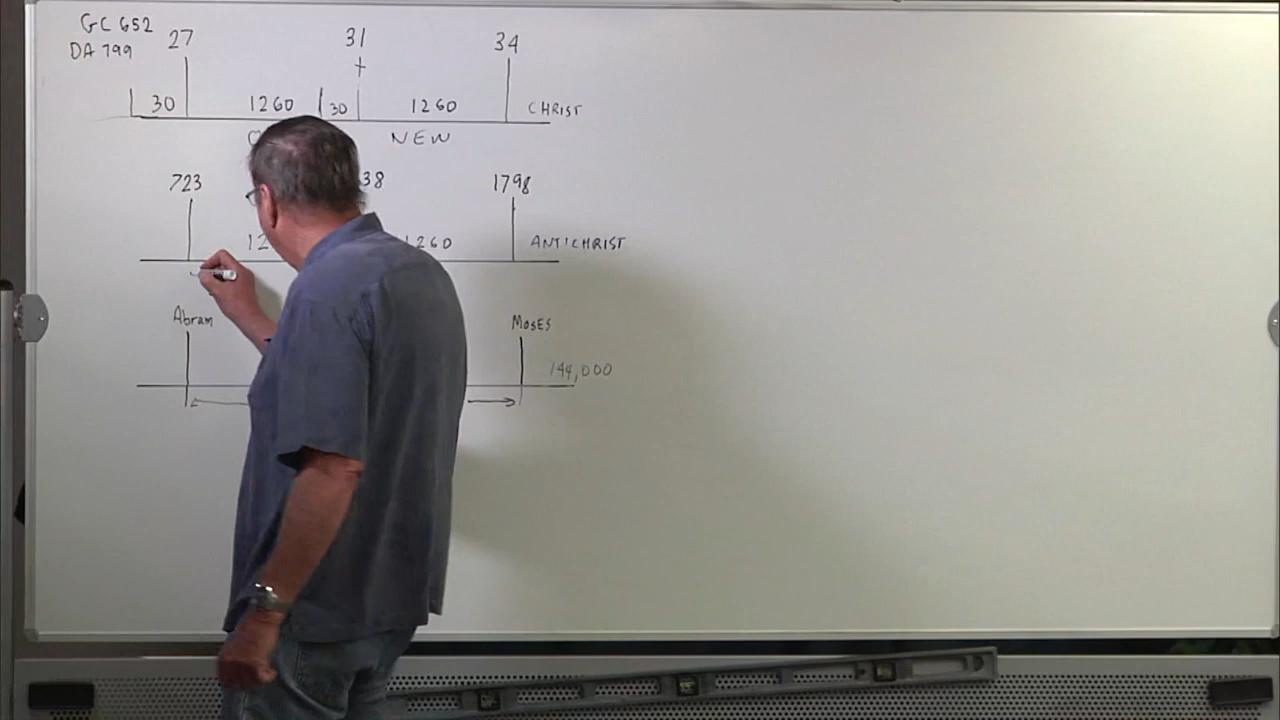 GC 652
DA 799
27 31 34
30 1260 30 1260 CHRIST
NEW
723 38 1798
12 1260 ANTICHRIST
Abram Moses
144,000